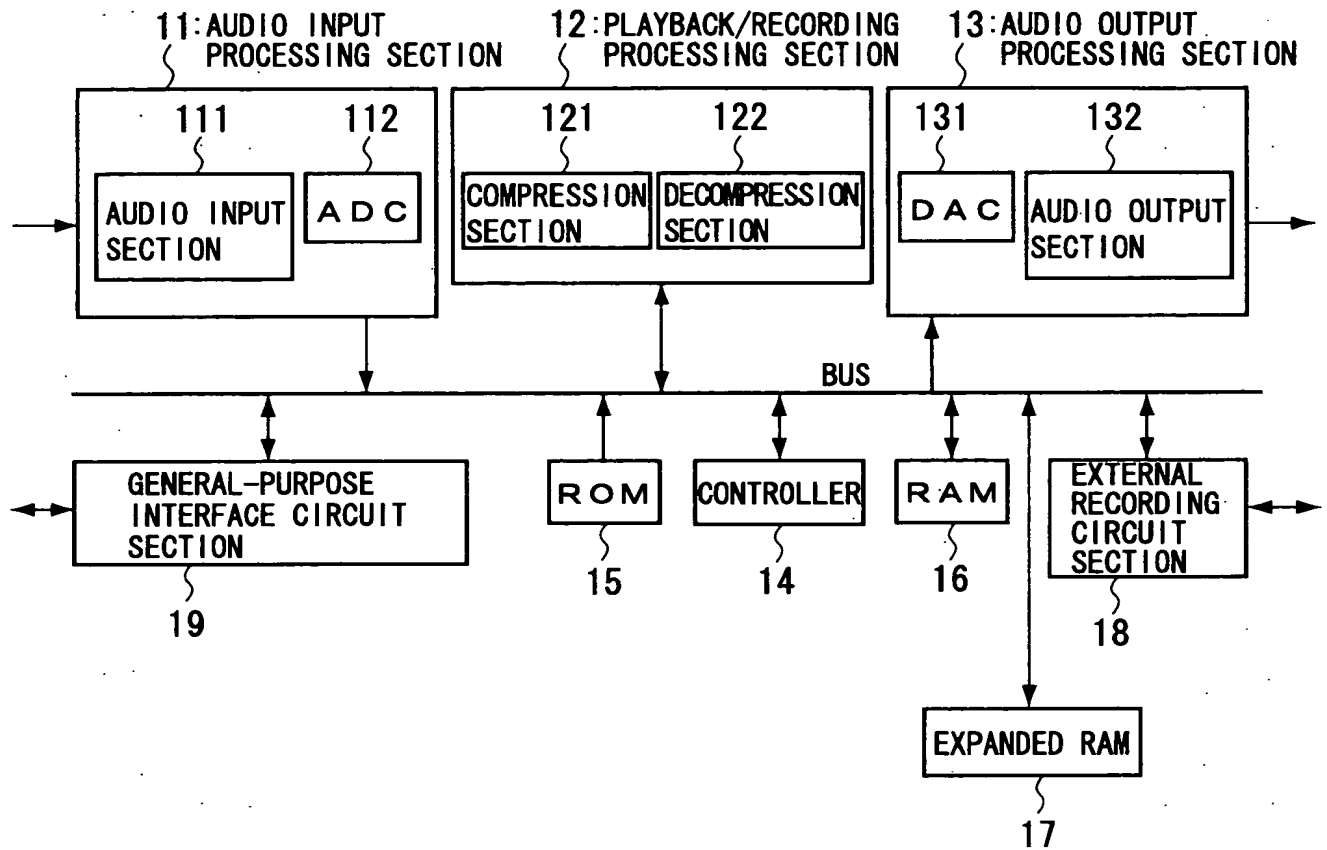 11:AUDIO INPUT
PROCESSING SECTION
12:PLAYBACK/RECORDING
PROCESSING SECTION
13:AUDIO OUTPUT
PROCESSING SECTION
111
112
121
122
131
132
AUDIO INPUT
SECTION
ADC
COMPRESSION
SECTION
DECOMPRESSION
SECTION
DAC
AUDIO OUTPUT
SECTION
BUS
GENERAL-PURPOSE
INTERFACE CIRCUIT
SECTION
ROM
CONTROLLER
RAM
EXTERNAL
RECORDING
CIRCUIT
SECTION
19
15
14
16
18
EXPANDED RAM
17